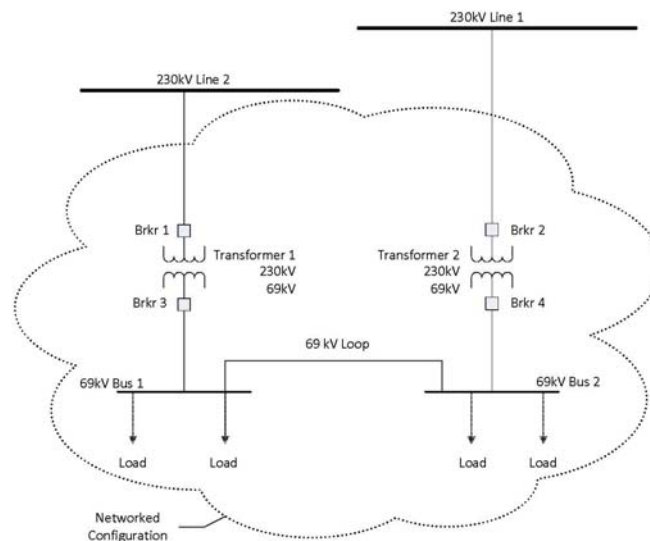 230kV Line 1
230kV Line 2
Brkr 1
Transformer 1
230kV
69kV
Brkr 3
Transformer 2
230kV
69kV
Brkr 2
Brkr 4
69 kV Loop
69kV Bus 1
69kV Bus 2
Load
Load
Load
Load
Networked
Configuration